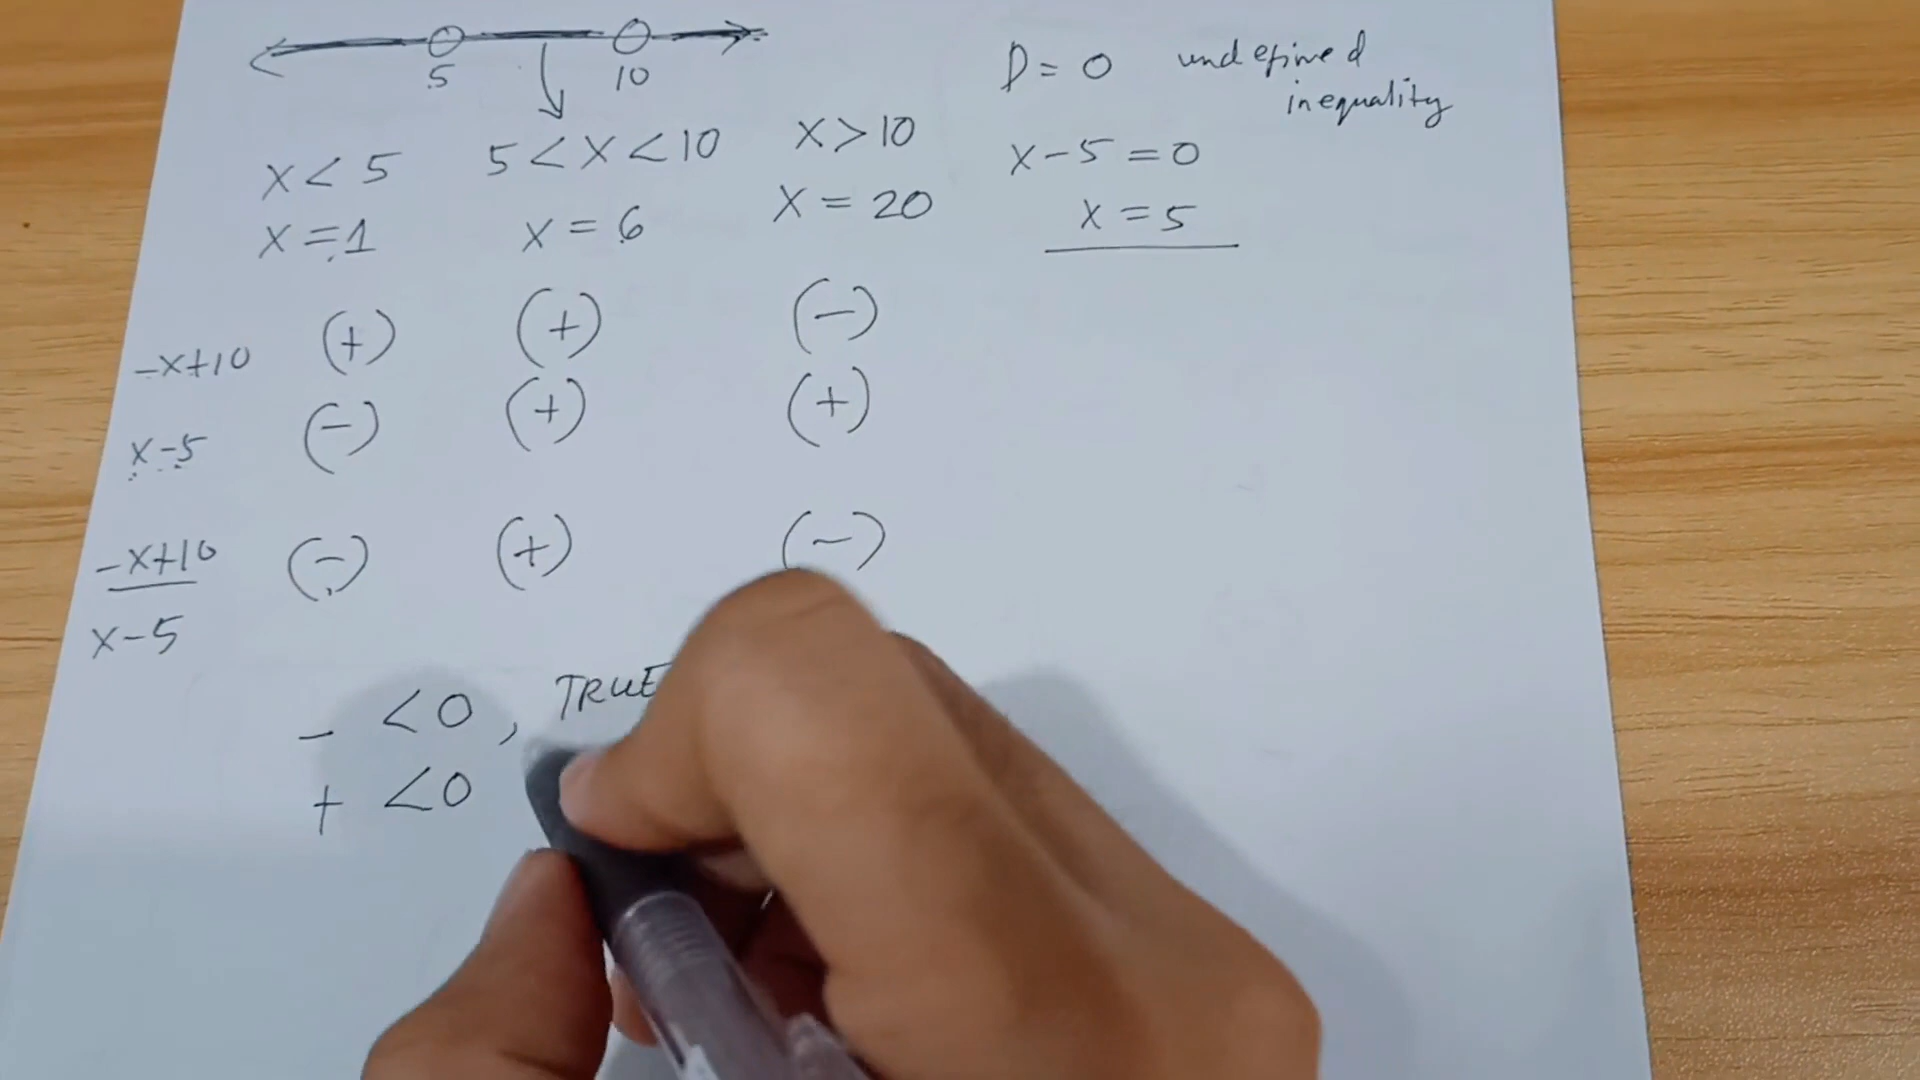 5 10
x < 5 5 < x < 10 x > 10
x = 1 x = 6 x = 20
D = 0 undefined
inequality
x - 5 = 0
x = 5
-x+10 (+) (+) (-)
x-5 (-) (+) (+)
-x+10 (-) (+) (-)
x-5
- <0 , TRUE
+ <0